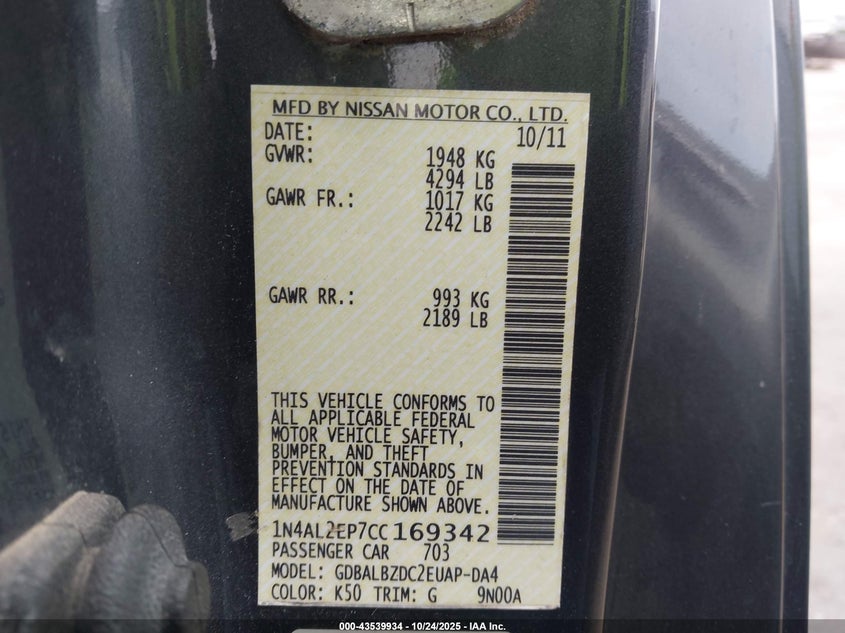 MFD BY NISSAN MOTOR CO., LTD.
DATE: 10/11
GVWR: 1948 KG
4294 LB
GAWR FR.: 1017 KG
2242 LB
GAWR RR.: 993 KG
2189 LB
THIS VEHICLE CONFORMS TO
ALL APPLICABLE FEDERAL
MOTOR VEHICLE SAFETY,
BUMPER, AND THEFT
PREVENTION STANDARDS IN
EFFECT ON THE DATE OF
MANUFACTURE SHOWN ABOVE.
1N4AL2EP7CC169342
PASSENGER CAR 703
MODEL: GDBALBZDC2EUAP-DA4
COLOR: K50 TRIM: G 9N00A
000-43539934 - 10/24/2025 - IAA Inc.